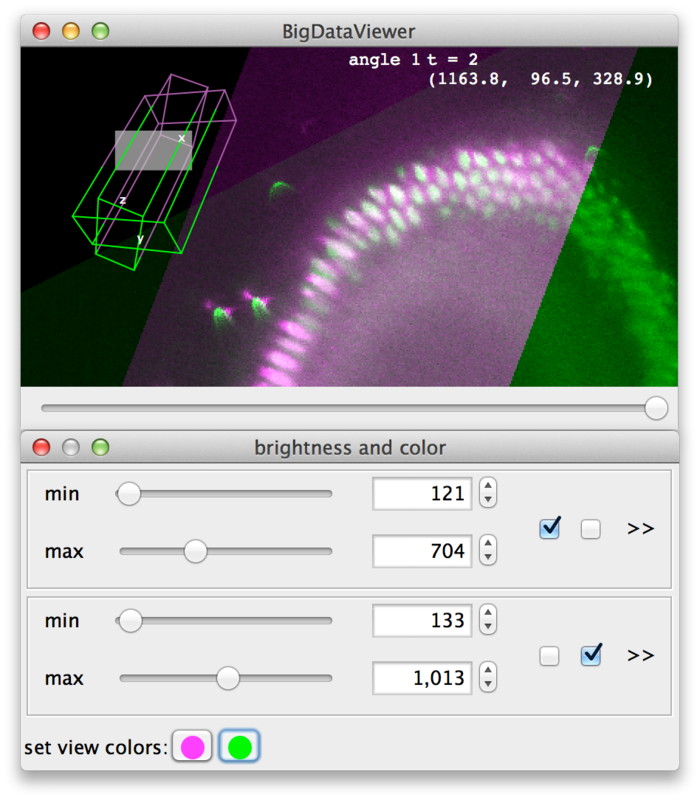 BigDataViewer
angle 1 t = 2
(1163.8, 96.5, 328.9)
x
z
y
brightness and color
min 121
max 704
>>
min 133
max 1,013
>>
set view colors: